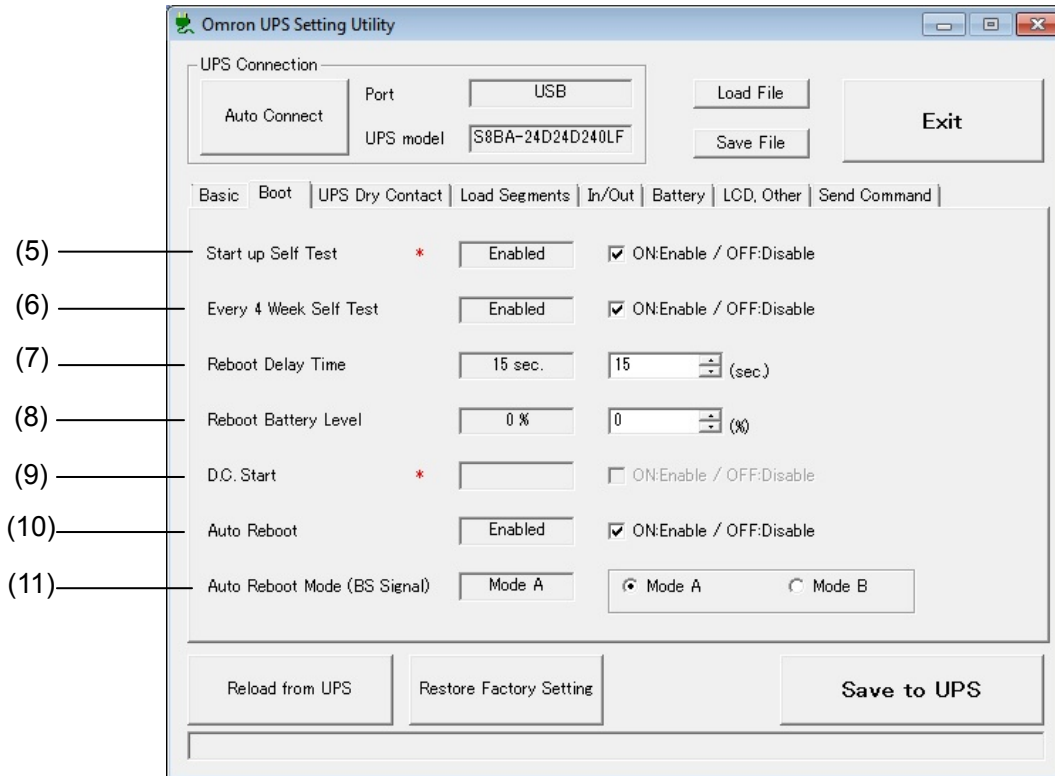 Omron UPS Setting Utility
UPS Connection
Auto Connect Port USB Load File Exit
UPS model S8BA-24D24D240LF Save File
Basic Boot UPS Dry Contact Load Segments In/Out Battery LCD, Other Send Command
(5) Start up Self Test * Enabled ON:Enable / OFF:Disable
(6) Every 4 Week Self Test Enabled ON:Enable / OFF:Disable
(7) Reboot Delay Time 15 sec. 15 (sec.)
(8) Reboot Battery Level 0 % 0 (%)
(9) D.C. Start * ON:Enable / OFF:Disable
(10) Auto Reboot Enabled ON:Enable / OFF:Disable
(11) Auto Reboot Mode (BS Signal) Mode A Mode A Mode B
Reload from UPS Restore Factory Setting Save to UPS